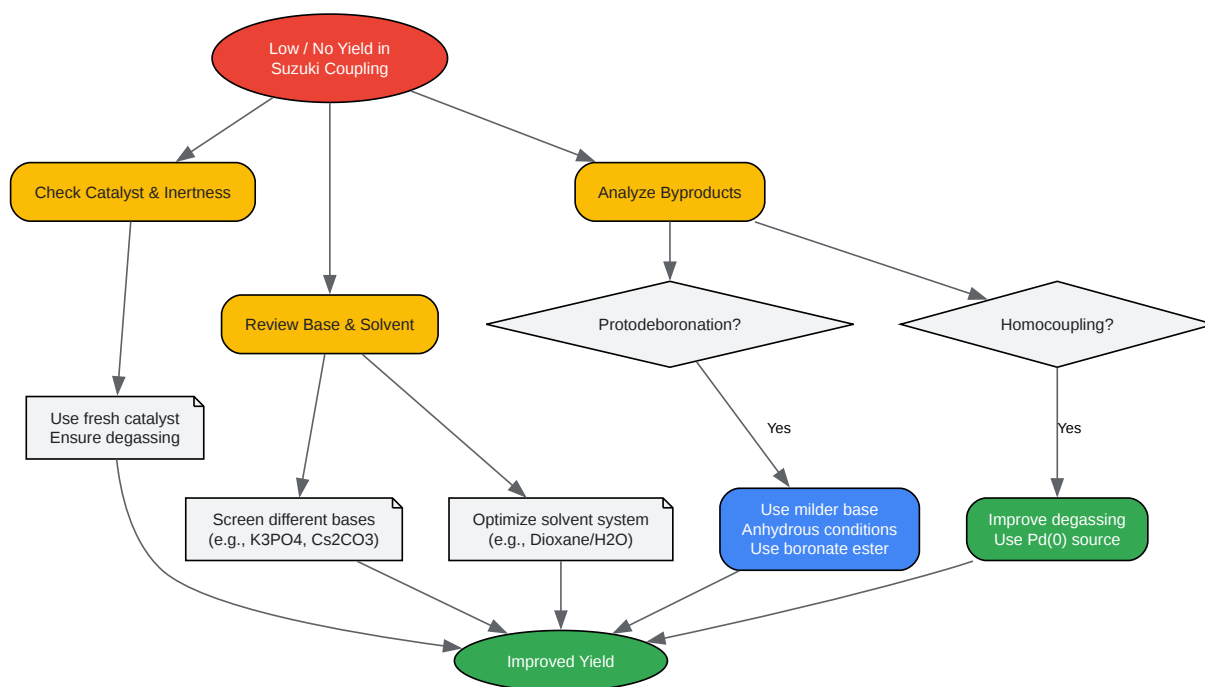 Low / No Yield in
Suzuki Coupling
Check Catalyst & Inertness
Analyze Byproducts
Review Base & Solvent
Protodeboronation?
Homocoupling?
Use fresh catalyst
Ensure degassing
Yes
Yes
Screen different bases
(e.g., K3PO4, Cs2CO3)
Optimize solvent system
(e.g., Dioxane/H2O)
Use milder base
Anhydrous conditions
Use boronate ester
Improve degassing
Use Pd(0) source
Improved Yield